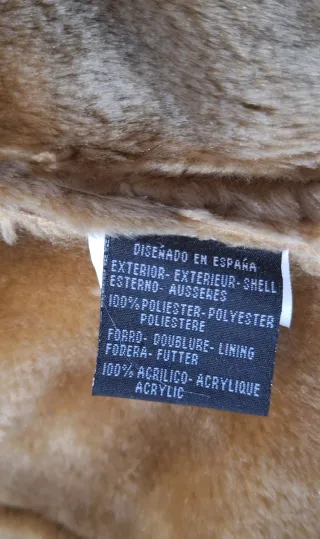 DISEÑADO EN ESPAÑA
EXTERIOR- EXTERIEUR-SHELL
ESTERNO- AUSSERES
100% POLIESTER- POLYESTER
POLIESTERE
FORRO- DOUBLURE- LINING
FODERA- FUTTER
100% ACRILICO- ACRYLIQUE
ACRYLIC